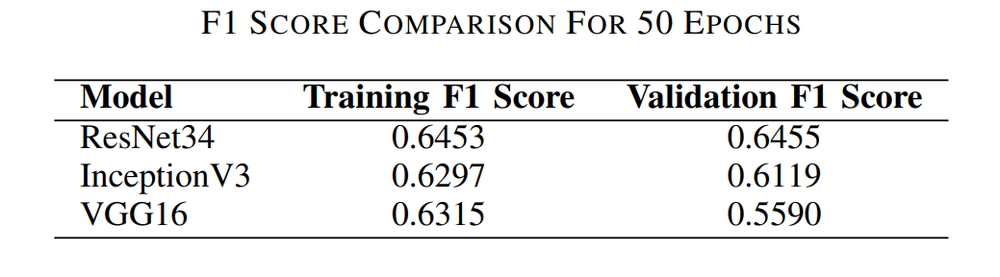 F1 SCORE COMPARISON FOR 50 EPOCHS
Model Training F1 Score Validation F1 Score
ResNet34 0.6453 0.6455
InceptionV3 0.6297 0.6119
VGG16 0.6315 0.5590